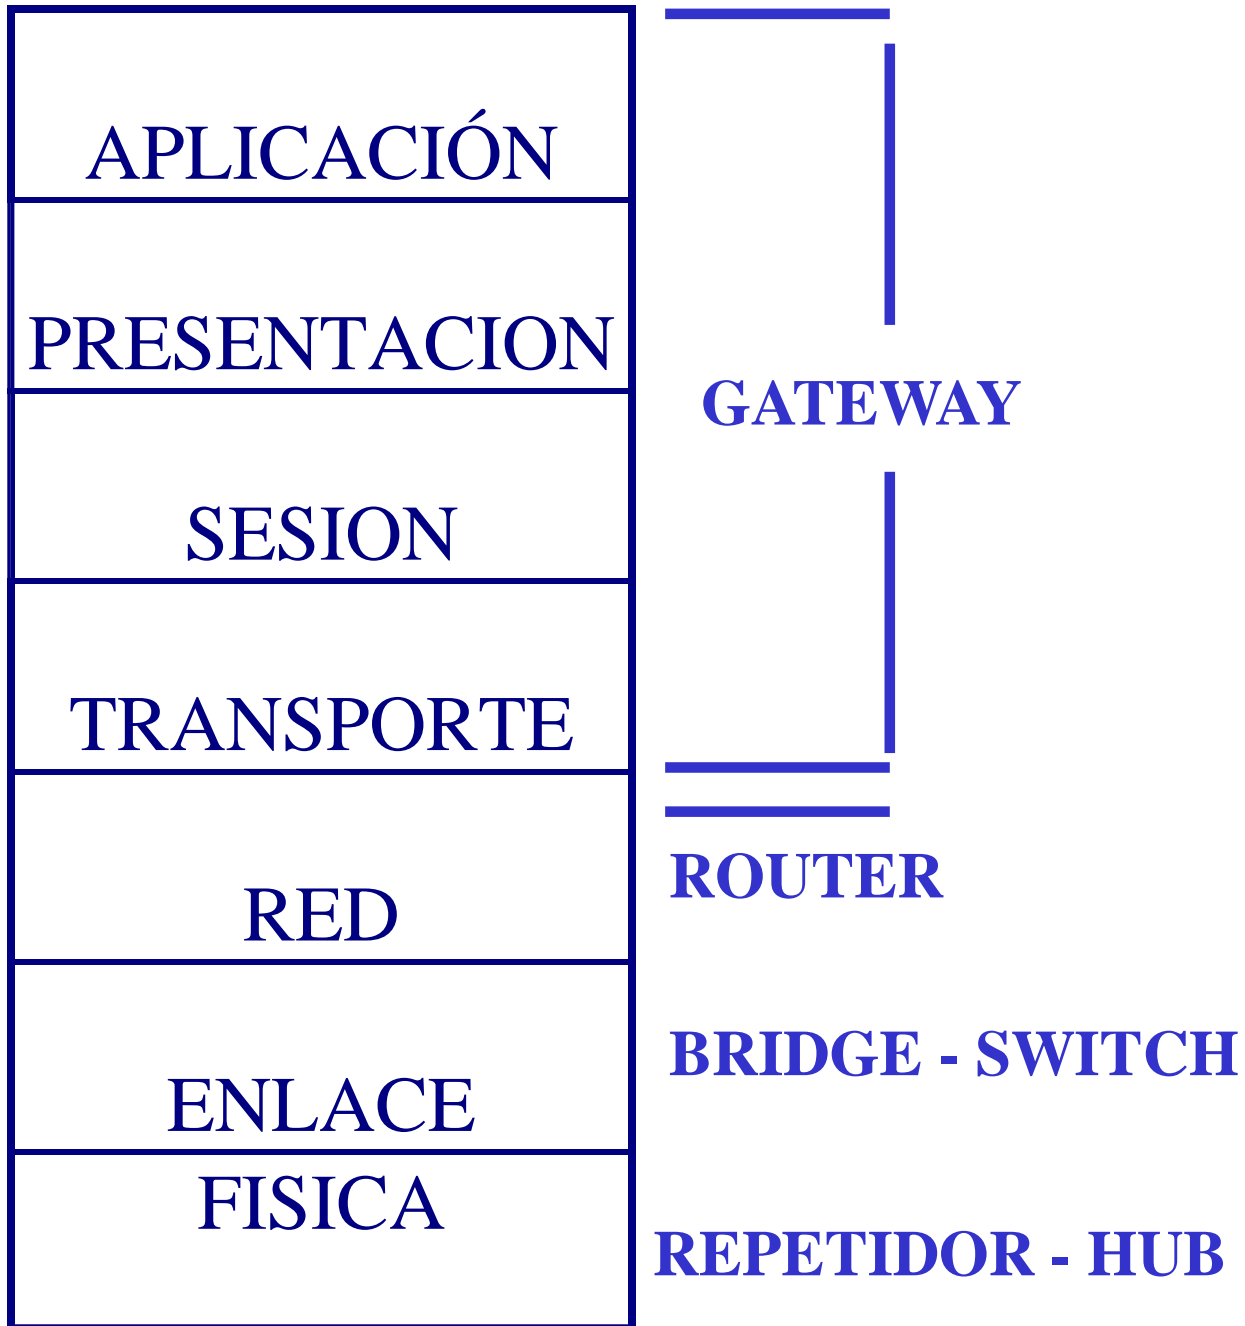 APLICACIÓN
PRESENTACION
SESION
TRANSPORTE
RED
ENLACE
FISICA
GATEWAY
ROUTER
BRIDGE - SWITCH
REPETIDOR - HUB